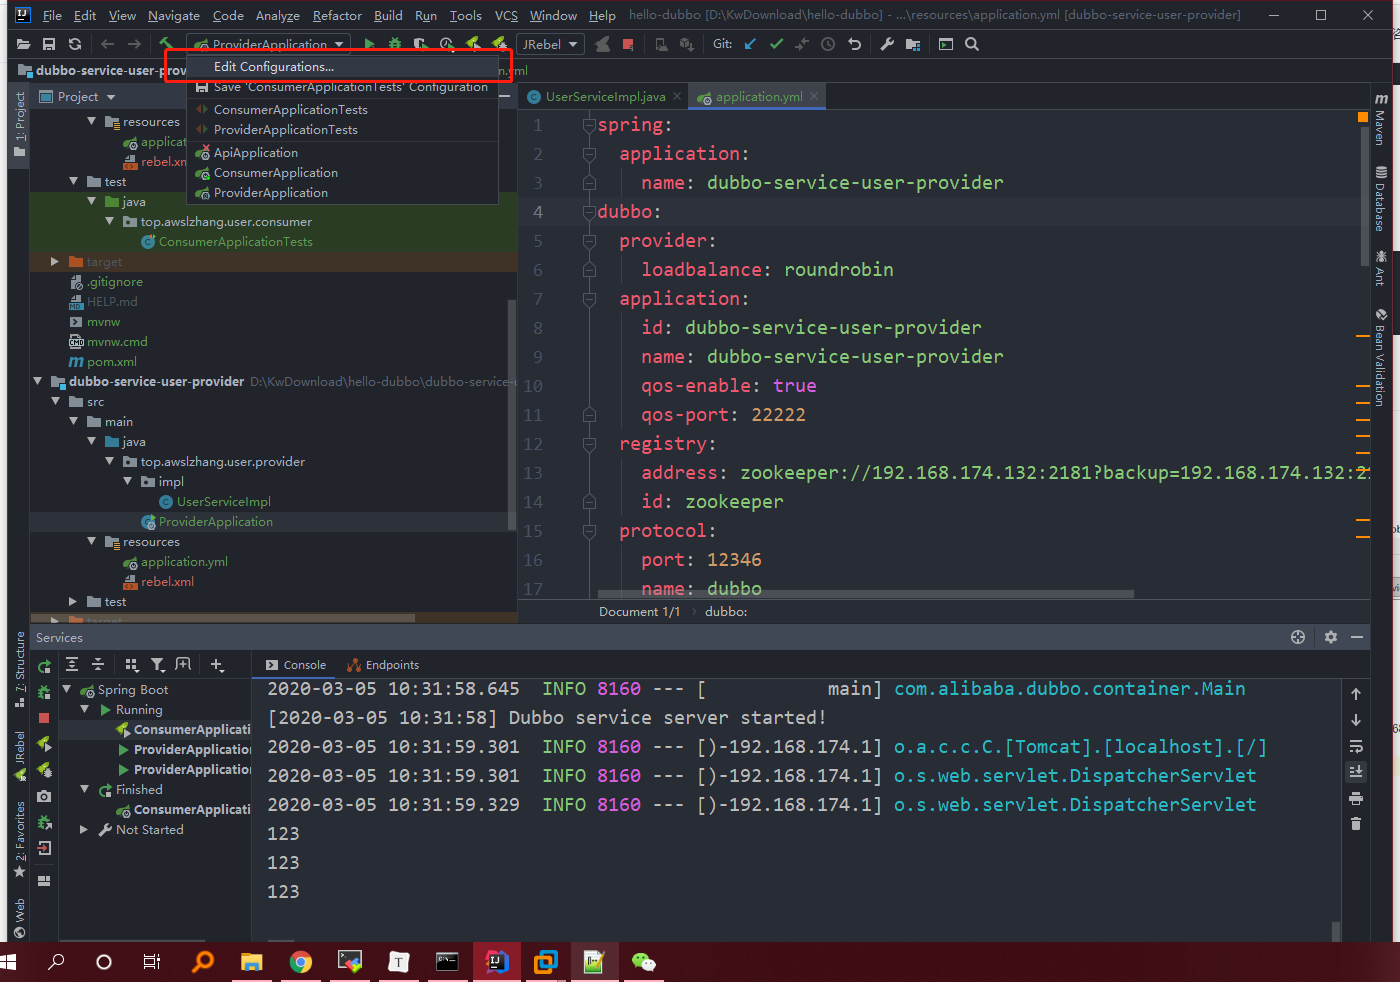 File Edit View Navigate Code Analyze Refactor Build Run Tools VCS Window Help hello-dubbo [D:\KwDownload\hello-dubbo] - ...\resources\application.yml [dubbo-service-user-provider]
ProviderApplication JRebel Git:
dubbo-service-user-prov
Edit Configurations...
Save 'ConsumerApplicationTests' Configuration
ConsumerApplicationTests
ProviderApplicationTests
ApiApplication
ConsumerApplication
ProviderApplication
Project
resources
applicat
rebel.xm
test
java
top.awslzhang.user.consumer
ConsumerApplicationTests
target
.gitignore
HELP.md
mvnw
mvnw.cmd
pom.xml
dubbo-service-user-provider D:\KwDownload\hello-dubbo\dubbo-service-u
src
main
java
top.awslzhang.user.provider
impl
UserServiceImpl
ProviderApplication
resources
application.yml
rebel.xml
test
target
1: Project
7: Structure
JRebel
2: Favorites
Web
UserServiceImpl.java application.yml
1 spring:
2 application:
3 name: dubbo-service-user-provider
4 dubbo:
5 provider:
6 loadbalance: roundrobin
7 application:
8 id: dubbo-service-user-provider
9 name: dubbo-service-user-provider
10 qos-enable: true
11 qos-port: 22222
12 registry:
13 address: zookeeper://192.168.174.132:2181?backup=192.168.174.132:2
14 id: zookeeper
15 protocol:
16 port: 12346
17 name: dubbo
Document 1/1 dubbo:
Maven
Database
Ant
Bean Validation
Services
Console Endpoints
Spring Boot
Running
ConsumerApplicati
ProviderApplication
ProviderApplication
Finished
ConsumerApplicati
Not Started
2020-03-05 10:31:58.645 INFO 8160 --- [ main] com.alibaba.dubbo.container.Main
[2020-03-05 10:31:58] Dubbo service server started!
2020-03-05 10:31:59.301 INFO 8160 --- [)-192.168.174.1] o.a.c.c.C.[Tomcat].[localhost].[/]
2020-03-05 10:31:59.301 INFO 8160 --- [)-192.168.174.1] o.s.web.servlet.DispatcherServlet
2020-03-05 10:31:59.329 INFO 8160 --- [)-192.168.174.1] o.s.web.servlet.DispatcherServlet
123
123
123